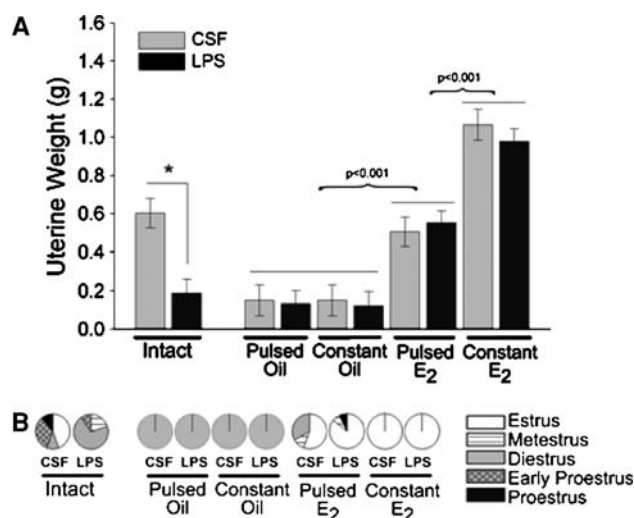 A
CSF
LPS
Uterine Weight (g)
1.6
1.4
1.2
1.0
0.8
0.6
0.4
0.2
0.0
*
p<0.001
p<0.001
Intact
Pulsed Oil
Constant Oil
Pulsed E₂
Constant E₂
B
CSF LPS CSF LPS CSF LPS CSF LPS CSF LPS
Intact
Pulsed Oil
Constant Oil
Pulsed E₂
Constant E₂
Estrus
Metestrus
Diestrus
Early Proestrus
Proestrus